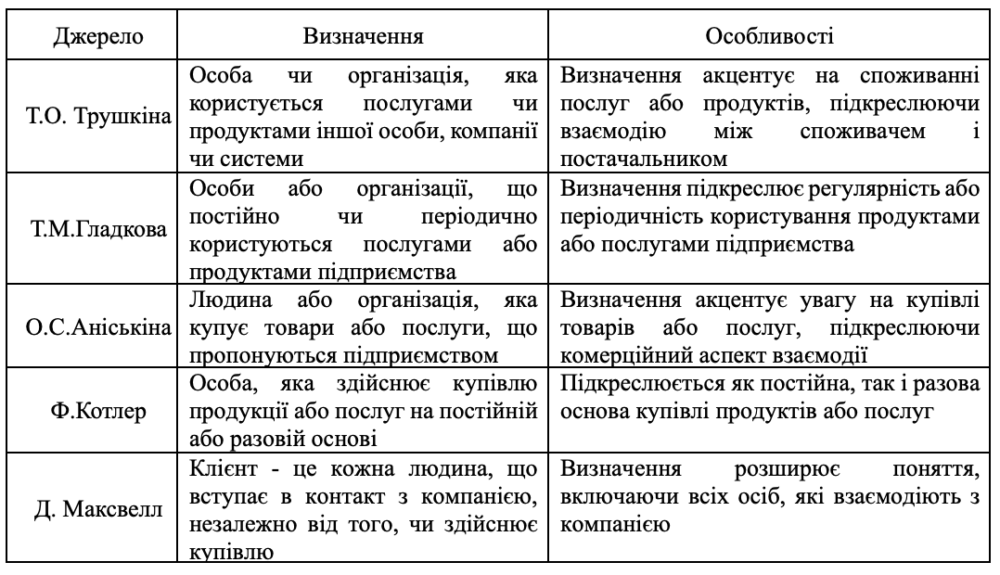 Джерело
Визначення
Особливості
Т.О. Трушкіна
Особа чи організація, яка
користується послугами чи
продуктами іншої особи, компанії
чи системи
Визначення акцентує на споживанні
послуг або продуктів, підкреслюючи
взаємодію між споживачем і
постачальником
Т.М.Гладкова
Особи або організації, що
постійно чи періодично
користуються послугами або
продуктами підприємства
Визначення підкреслює регулярність або
періодичність користування продуктами
або послугами підприємства
О.С.Аніськіна
Людина або організація, яка
купує товари або послуги, що
пропонуються підприємством
Визначення акцентує увагу на купівлі
товарів або послуг, підкреслюючи
комерційний аспект взаємодії
Ф.Котлер
Особа, яка здійснює купівлю
продукції або послуг на постійній
або разовій основі
Підкреслюється як постійна, так і разова
основа купівлі продуктів або послуг
Д. Максвелл
Клієнт - це кожна людина, що
вступає в контакт з компанією,
незалежно від того, чи здійснює
купівлю
Визначення розширює поняття,
включаючи всіх осіб, які взаємодіють з
компанією